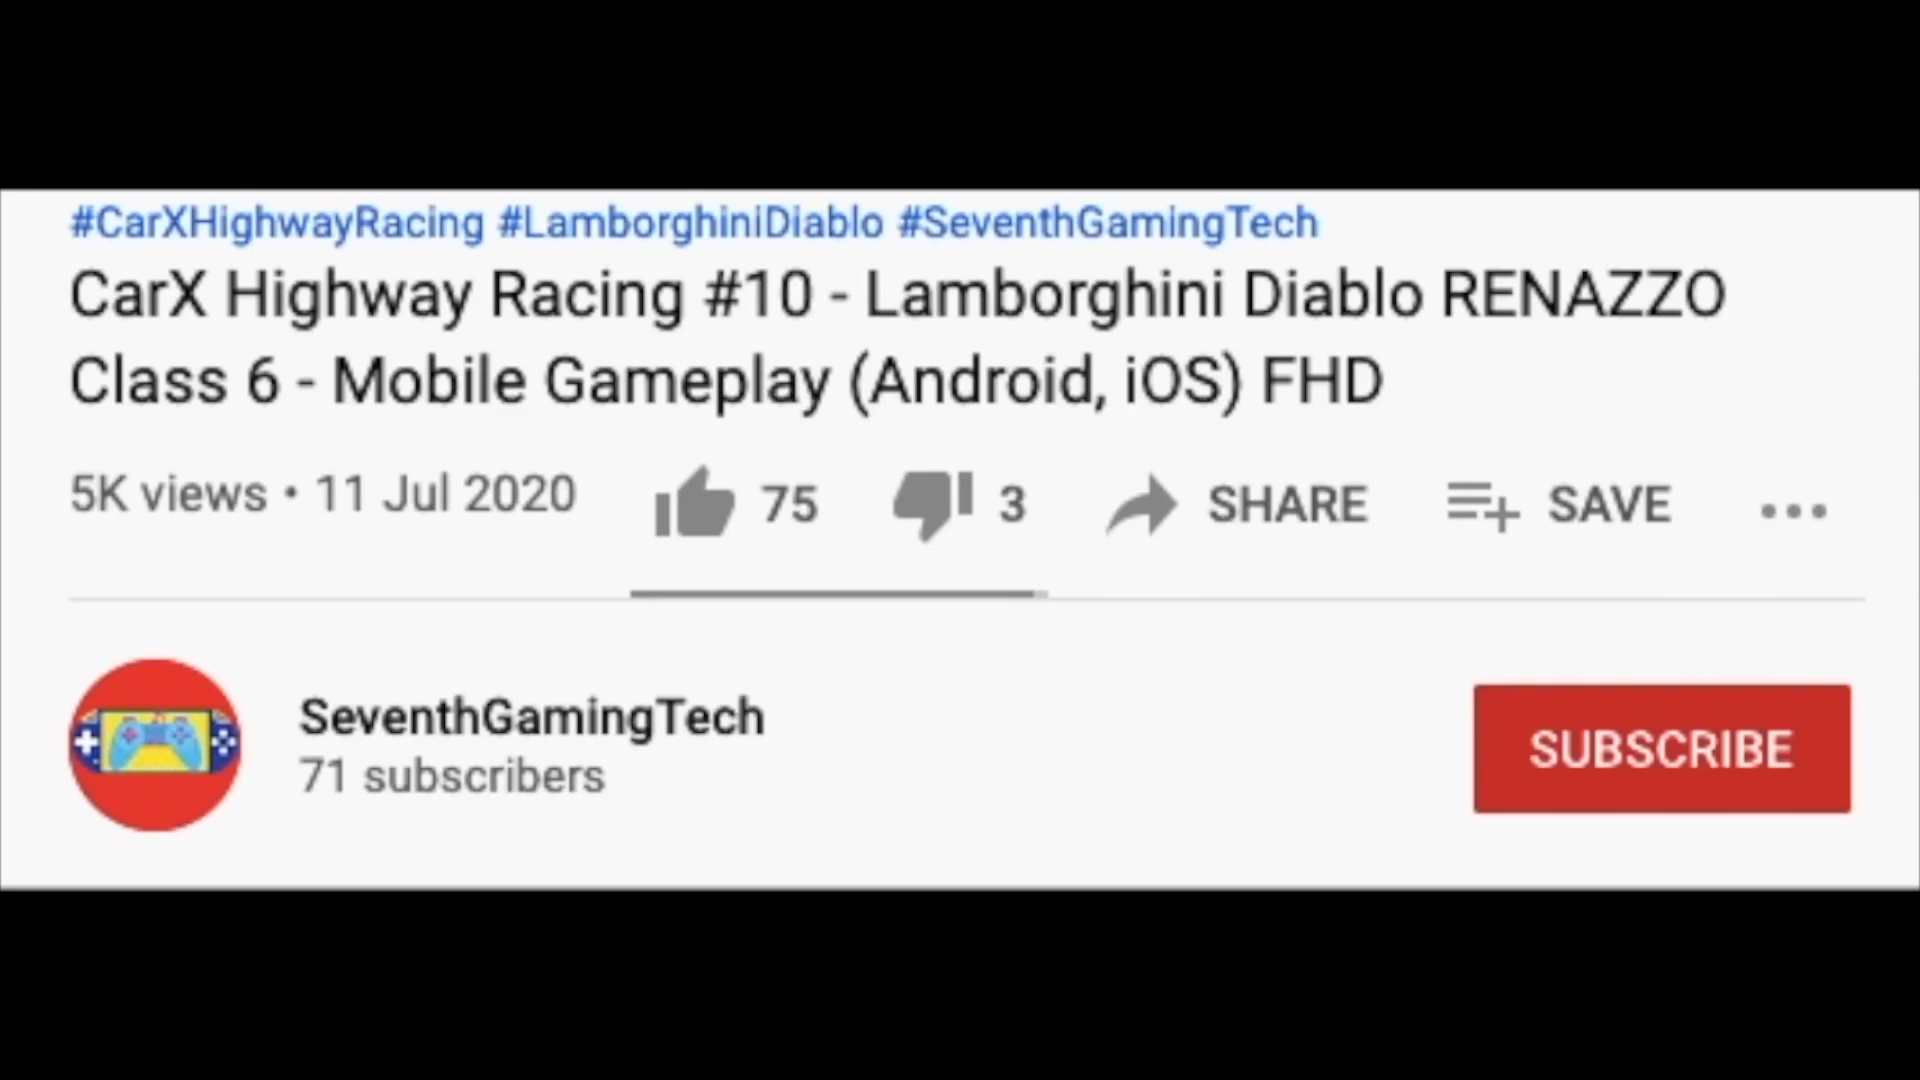 #CarXHighwayRacing #LamborghiniDiablo #SeventhGamingTech
CarX Highway Racing #10 - Lamborghini Diablo RENAZZO
Class 6 - Mobile Gameplay (Android, iOS) FHD
5K views • 11 Jul 2020 75 3 SHARE SAVE
SeventhGamingTech
71 subscribers
SUBSCRIBE